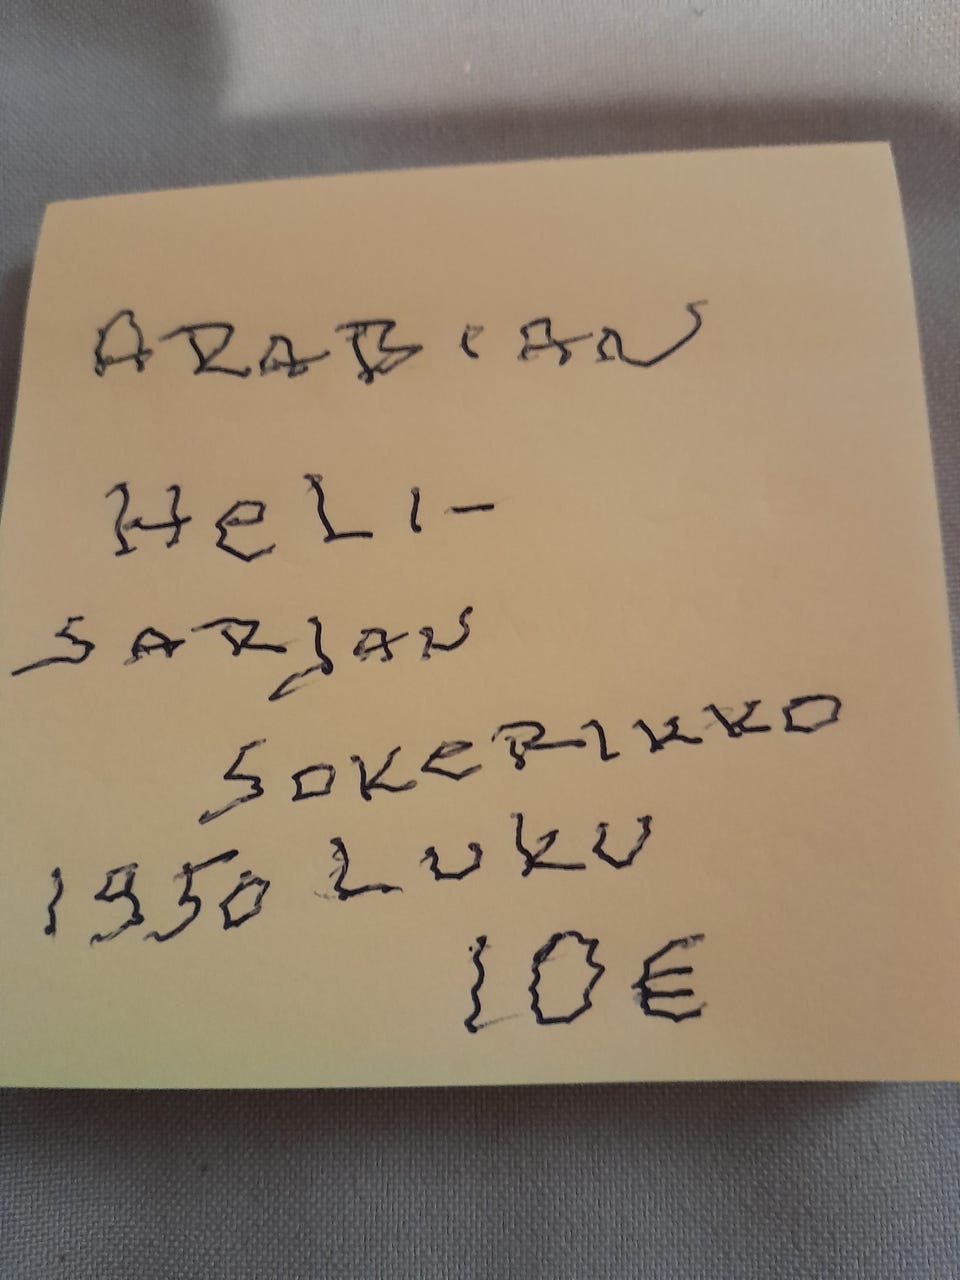 ARABIAN
HeLI-
SARJAN
SOKeRIKKO
1950 LUKU
10€